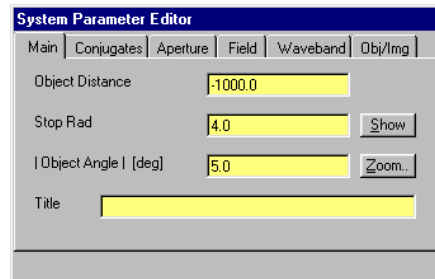 System Parameter Editor
Main Conjugates Aperture Field Waveband Obj/Img
Object Distance -1000.0
Stop Rad 4.0 Show
| Object Angle | [deg] 5.0 Zoom..
Title